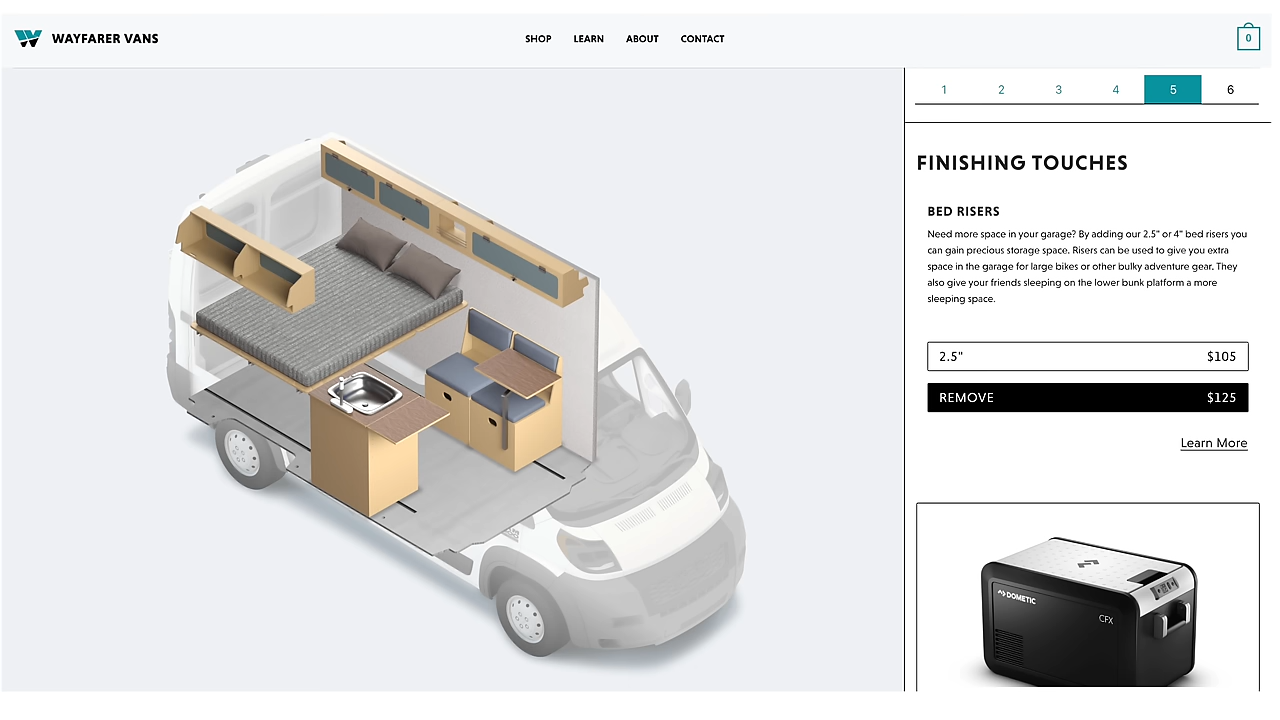 WAYFARER VANS
SHOP LEARN ABOUT CONTACT
0
1 2 3 4 5 6
FINISHING TOUCHES
BED RISERS
Need more space in your garage? By adding our 2.5" or 4" bed risers you
can gain precious storage space. Risers can be used to give you extra
space in the garage for large bikes or other bulky adventure gear. They
also give your friends sleeping on the lower bunk platform a more
sleeping space.
2.5" $105
REMOVE $125
Learn More
DOMETIC
CFX